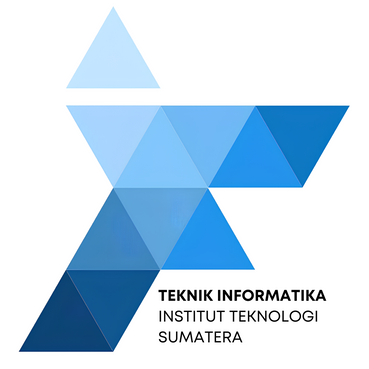 TEKNIK INFORMATIKA
INSTITUT TEKNOLOGI
SUMATERA